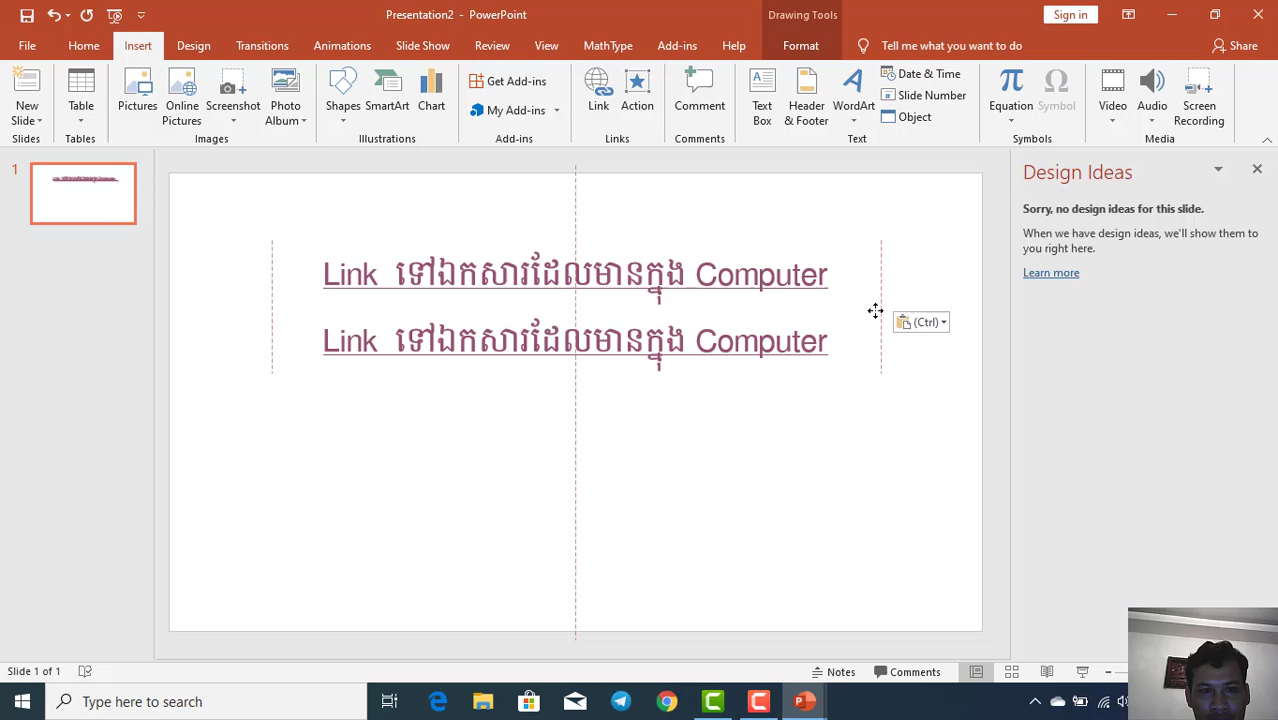 Presentation2 - PowerPoint
Drawing Tools
Sign in
File Home Insert Design Transitions Animations Slide Show Review View MathType Add-ins Help Format Tell me what you want to do Share
New Slide
Table
Pictures
Online Pictures
Screenshot
Photo Album
Shapes
SmartArt
Chart
Get Add-ins
My Add-ins
Link
Action
Comment
Text Box
Header & Footer
WordArt
Date & Time
Slide Number
Object
Equation
Symbol
Video
Audio
Screen Recording
Slides Tables Images Illustrations Add-ins Links Comments Text Symbols Media
1
Link ទៅឯកសារដែលមានក្នុង Computer
Link ទៅឯកសារដែលមានក្នុង Computer
(Ctrl)
Design Ideas
Sorry, no design ideas for this slide.
When we have design ideas, we'll show them to
you right here.
Learn more
Slide 1 of 1 Notes Comments
Type here to search